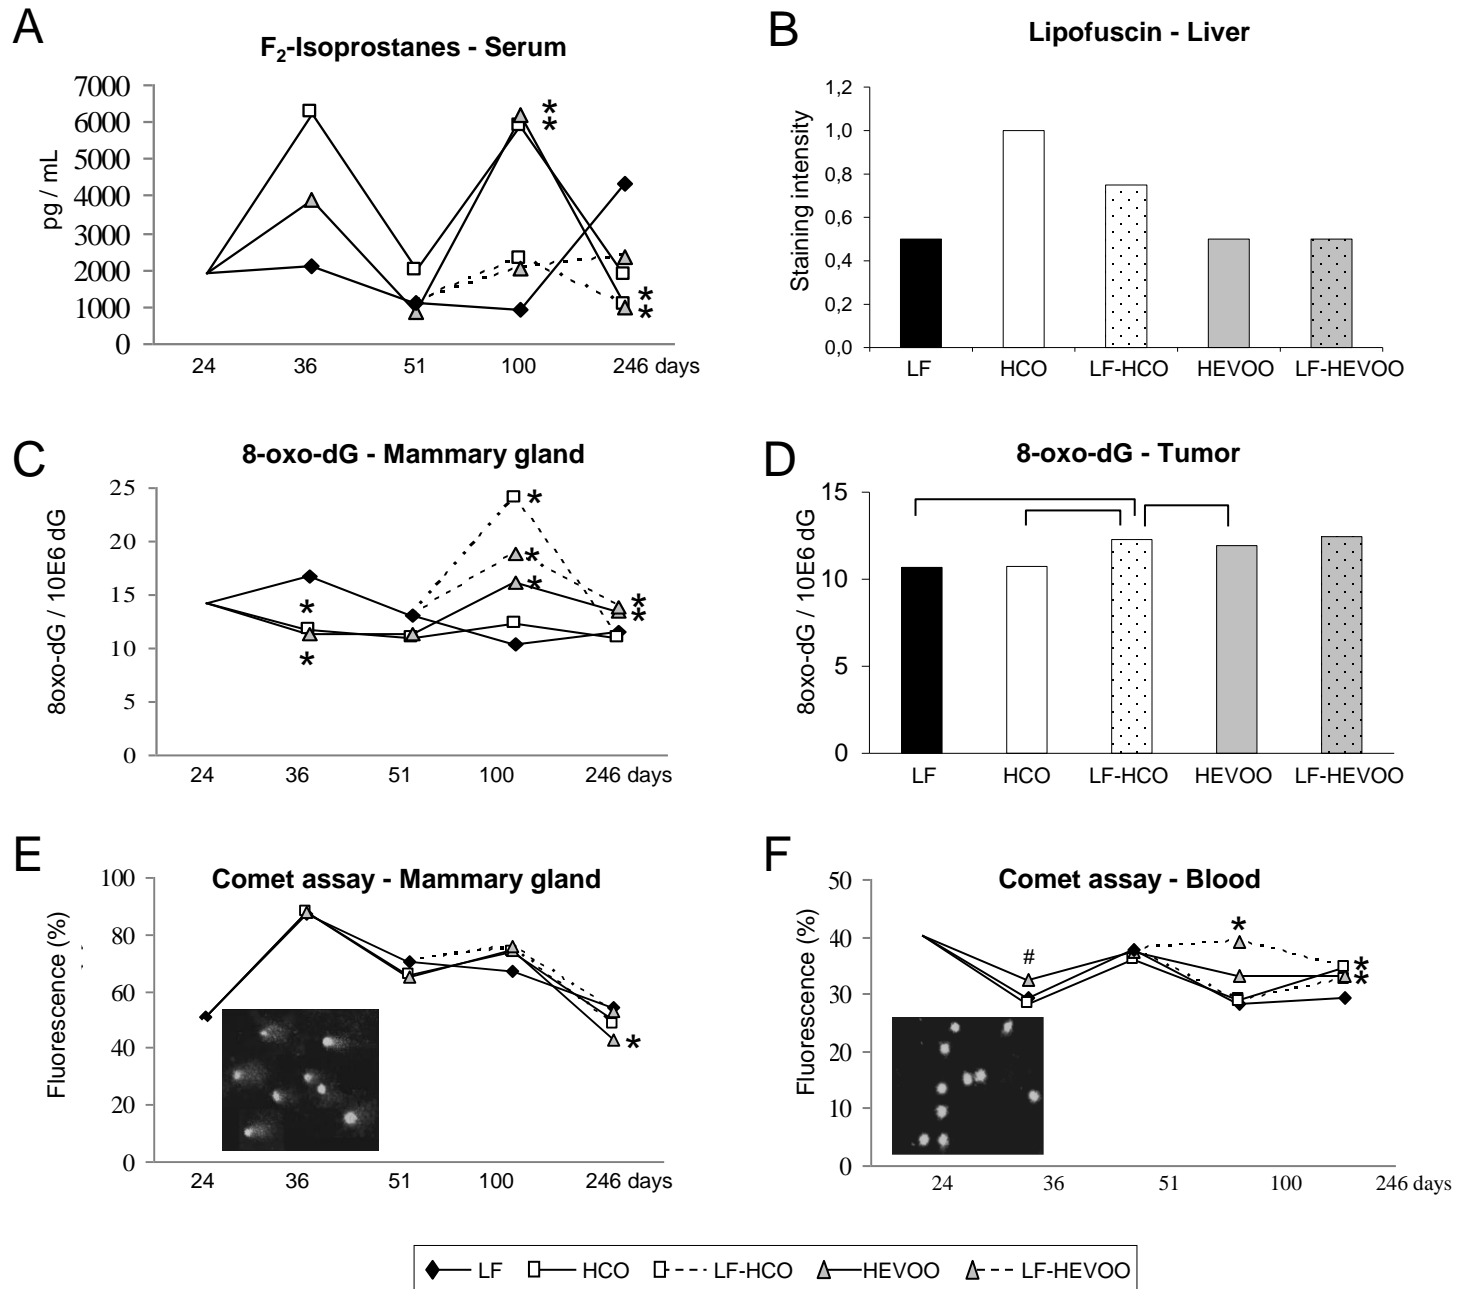 A
F2-Isoprostanes - Serum
7000
6000
5000
4000
3000
2000
1000
0
pg / mL
24 36 51 100 246 days
*
*
*
*
B
Lipofuscin - Liver
1,2
1,0
0,8
0,6
0,4
0,2
0,0
Staining intensity
LF HCO LF-HCO HEVOO LF-HEVOO
C
8-oxo-dG - Mammary gland
25
20
15
10
5
0
8oxo-dG / 10E6 dG
24 36 51 100 246 days
*
*
*
*
*
*
*
D
8-oxo-dG - Tumor
15
10
5
0
8oxo-dG / 10E6 dG
LF HCO LF-HCO HEVOO LF-HEVOO
E
Comet assay - Mammary gland
100
80
60
40
20
0
Fluorescence (%)
24 36 51 100 246 days
*
F
Comet assay - Blood
50
40
30
20
10
0
Fluorescence (%)
24 36 51 100 246 days
#
*
*
*
LF HCO LF-HCO HEVOO LF-HEVOO